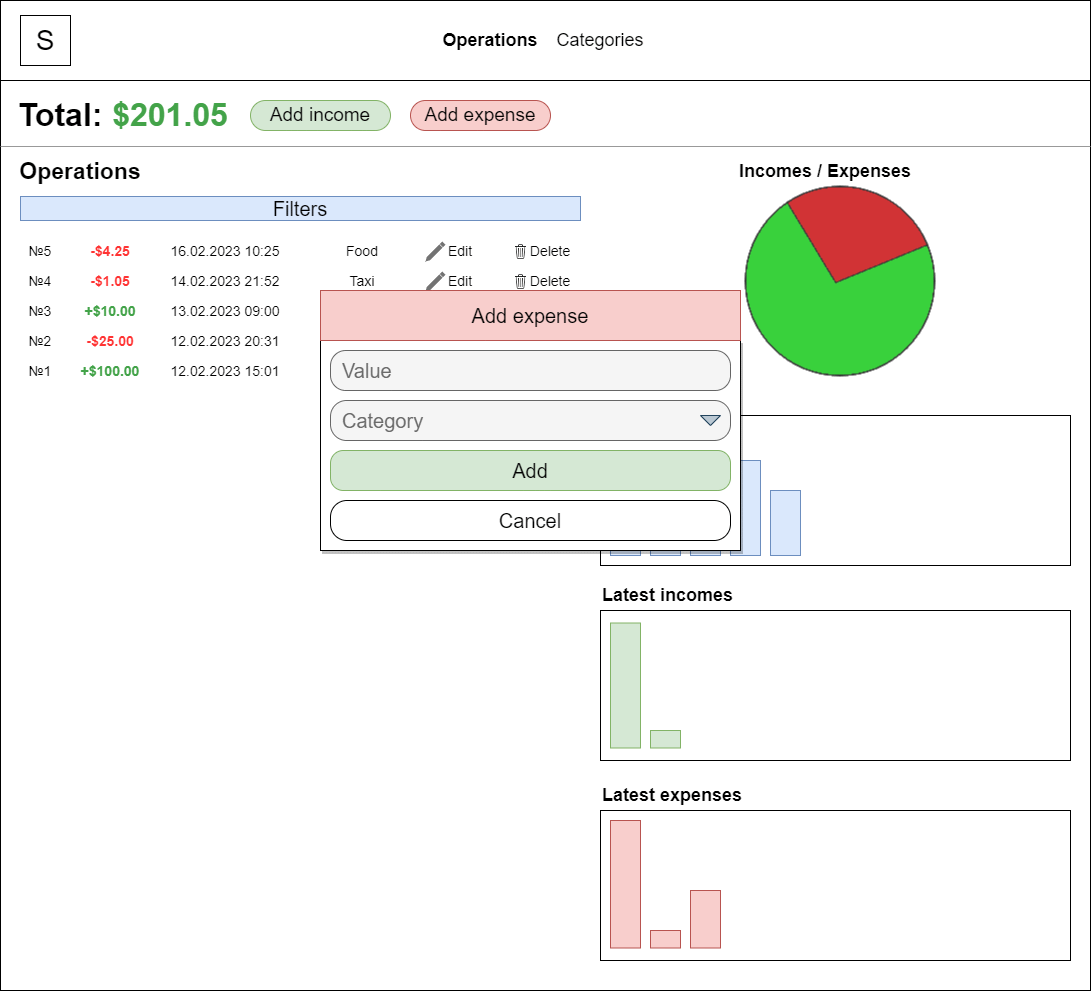 S
Operations Categories
Total: $201.05 Add income Add expense
Operations
Filters
№5 -$4.25 16.02.2023 10:25 Food Edit Delete
№4 -$1.05 14.02.2023 21:52 Taxi Edit Delete
№3 +$10.00 13.02.2023 09:00
№2 -$25.00 12.02.2023 20:31
№1 +$100.00 12.02.2023 15:01
Add expense
Value
Category
Add
Cancel
Incomes / Expenses
Latest incomes
Latest expenses